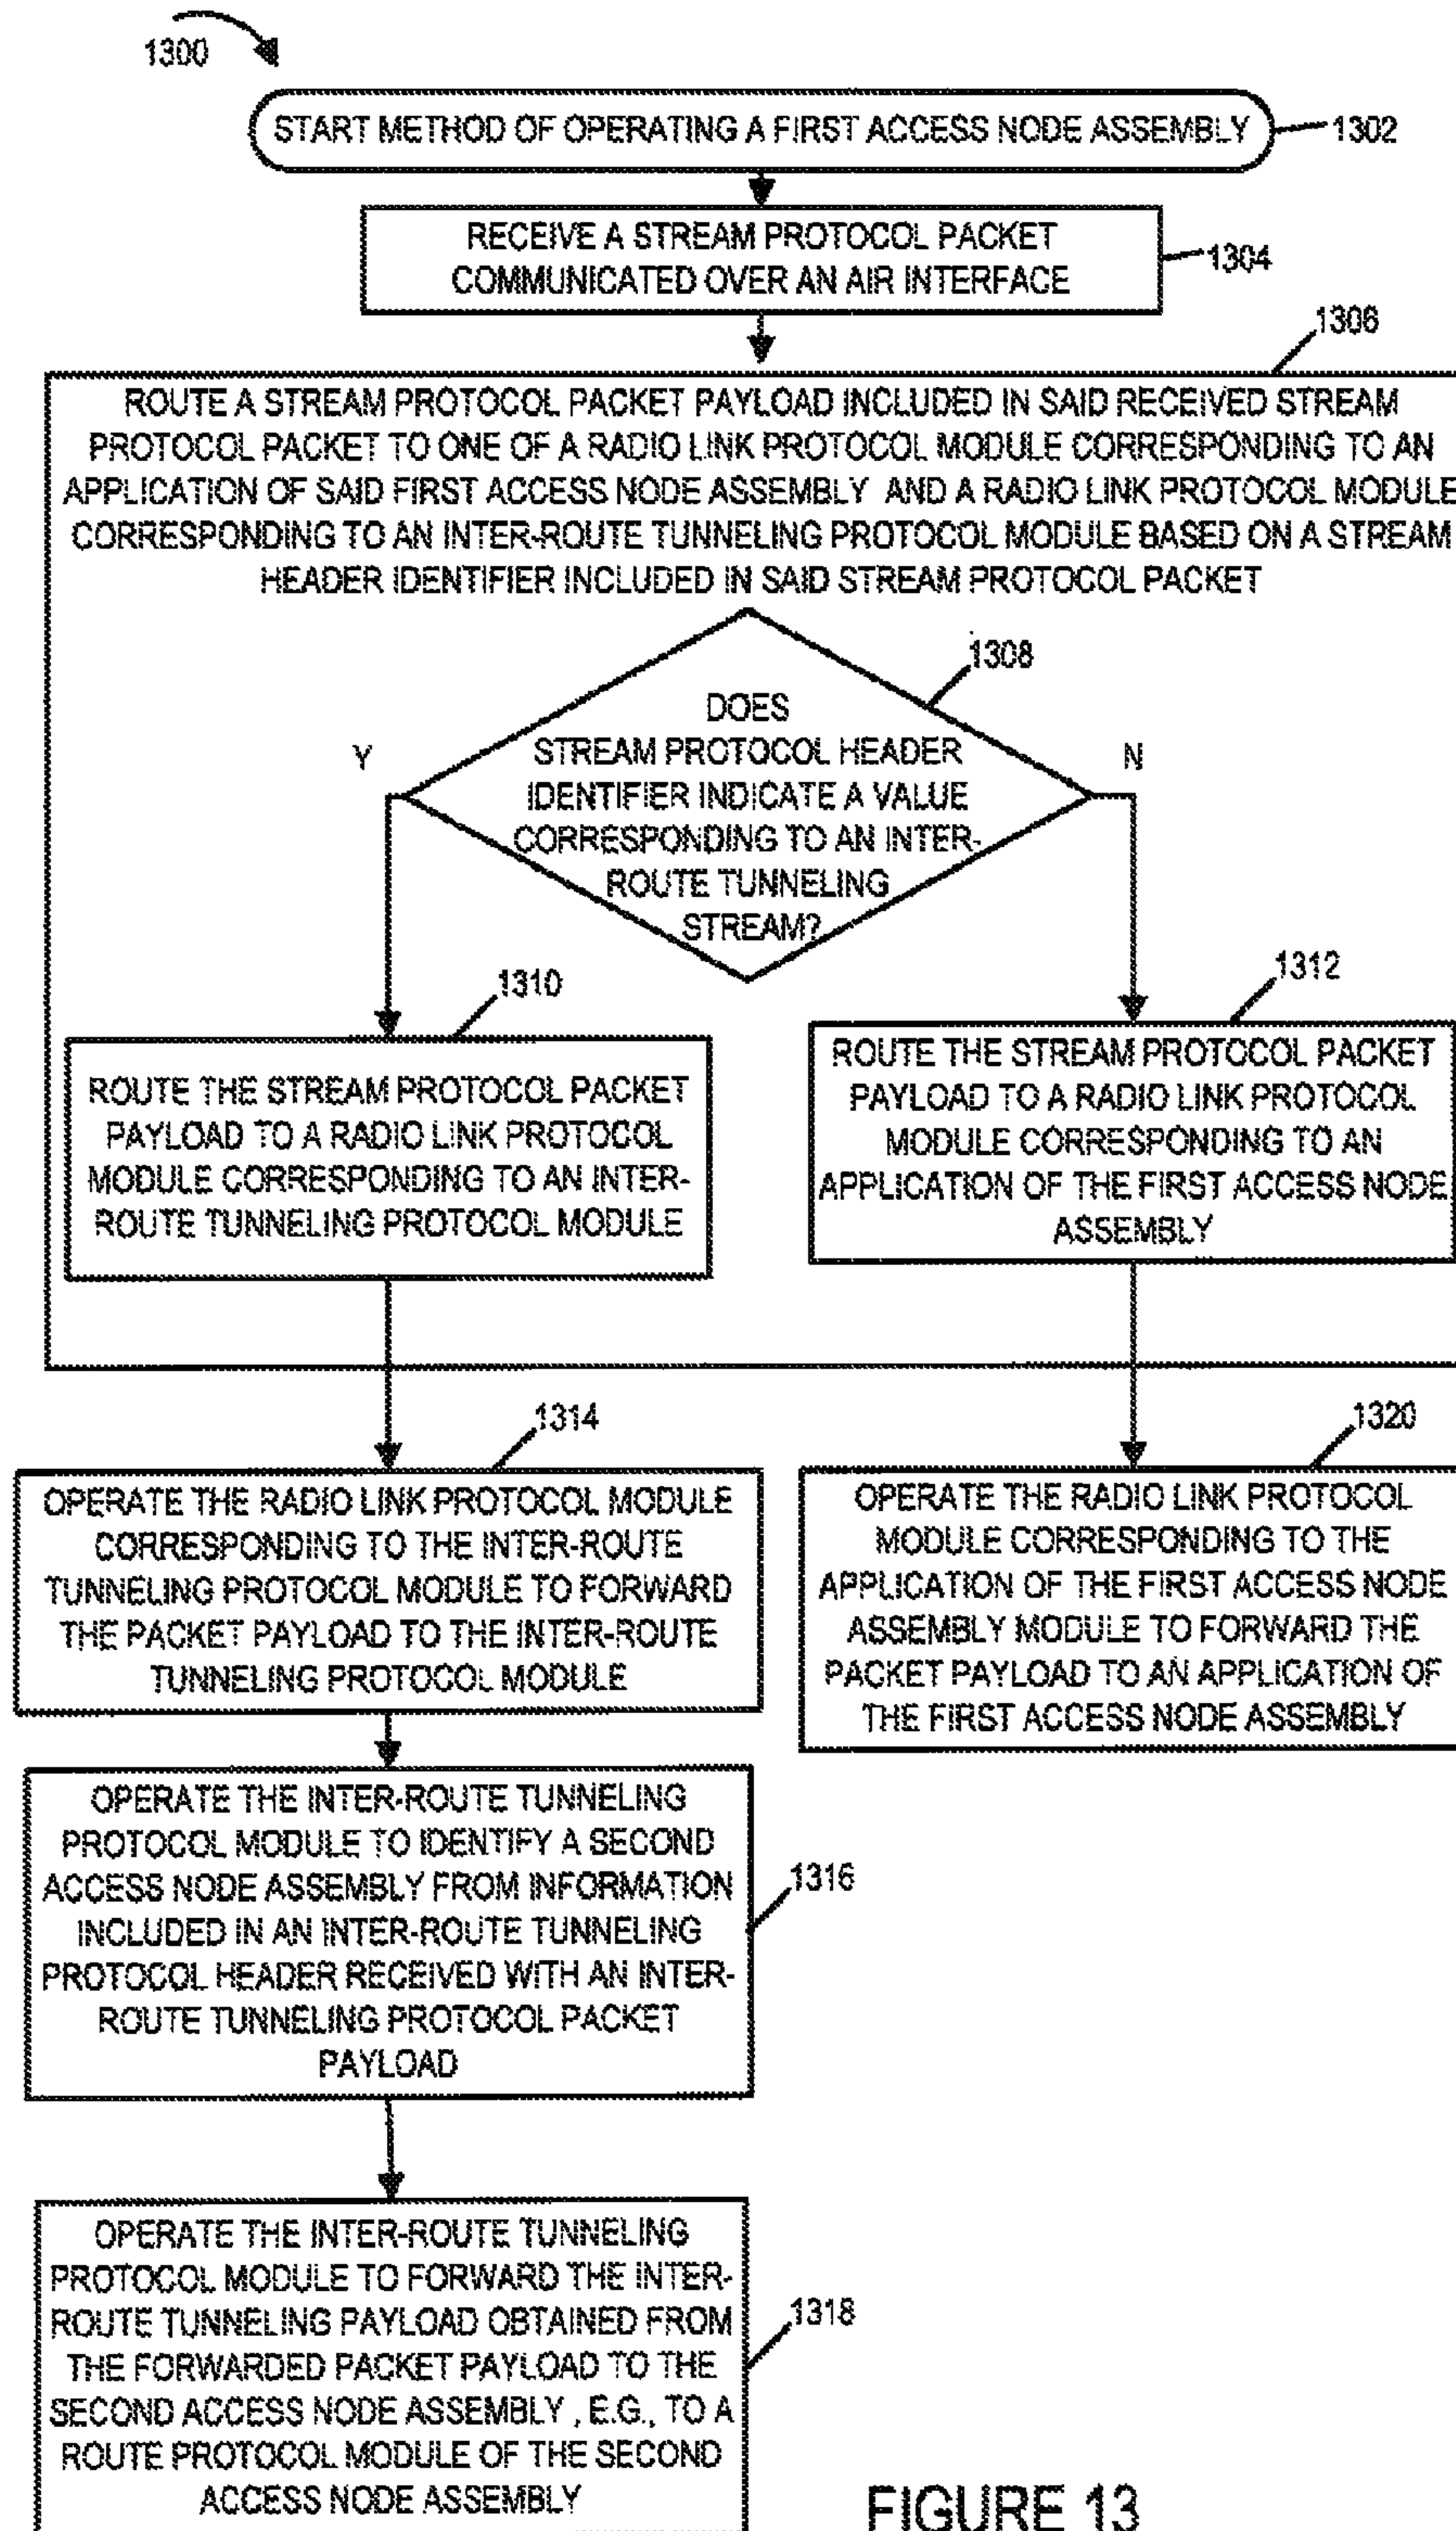 1300
START METHOD OF OPERATING A FIRST ACCESS NODE ASSEMBLY
1302
RECEIVE A STREAM PROTOCOL PACKET
COMMUNICATED OVER AN AIR INTERFACE
1304
1306
ROUTE A STREAM PROTOCOL PACKET PAYLOAD INCLUDED IN SAID RECEIVED STREAM
PROTOCOL PACKET TO ONE OF A RADIO LINK PROTOCOL MODULE CORRESPONDING TO AN
APPLICATION OF SAID FIRST ACCESS NODE ASSEMBLY AND A RADIO LINK PROTOCOL MODULE
CORRESPONDING TO AN INTER-ROUTE TUNNELING PROTOCOL MODULE BASED ON A STREAM
HEADER IDENTIFIER INCLUDED IN SAID STREAM PROTOCOL PACKET
1308
DOES
STREAM PROTOCOL HEADER
IDENTIFIER INDICATE A VALUE
CORRESPONDING TO AN INTER-
ROUTE TUNNELING
STREAM?
Y
N
1310
ROUTE THE STREAM PROTOCOL PACKET
PAYLOAD TO A RADIO LINK PROTOCOL
MODULE CORRESPONDING TO AN INTER-
ROUTE TUNNELING PROTOCOL MODULE
1312
ROUTE THE STREAM PROTOCOL PACKET
PAYLOAD TO A RADIO LINK PROTOCOL
MODULE CORRESPONDING TO AN
APPLICATION OF THE FIRST ACCESS NODE
ASSEMBLY
1314
OPERATE THE RADIO LINK PROTOCOL MODULE
CORRESPONDING TO THE INTER-ROUTE
TUNNELING PROTOCOL MODULE TO FORWARD
THE PACKET PAYLOAD TO THE INTER-ROUTE
TUNNELING PROTOCOL MODULE
1320
OPERATE THE RADIO LINK PROTOCOL
MODULE CORRESPONDING TO THE
APPLICATION OF THE FIRST ACCESS NODE
ASSEMBLY MODULE TO FORWARD THE
PACKET PAYLOAD TO AN APPLICATION OF
THE FIRST ACCESS NODE ASSEMBLY
OPERATE THE INTER-ROUTE TUNNELING
PROTOCOL MODULE TO IDENTIFY A SECOND
ACCESS NODE ASSEMBLY FROM INFORMATION
INCLUDED IN AN INTER-ROUTE TUNNELING
PROTOCOL HEADER RECEIVED WITH AN INTER-
ROUTE TUNNELING PROTOCOL PACKET
PAYLOAD
1316
OPERATE THE INTER-ROUTE TUNNELING
PROTOCOL MODULE TO FORWARD THE INTER-
ROUTE TUNNELING PAYLOAD OBTAINED FROM
THE FORWARDED PACKET PAYLOAD TO THE
SECOND ACCESS NODE ASSEMBLY , E.G., TO A
ROUTE PROTOCOL MODULE OF THE SECOND
ACCESS NODE ASSEMBLY
1318
FIGURE 13